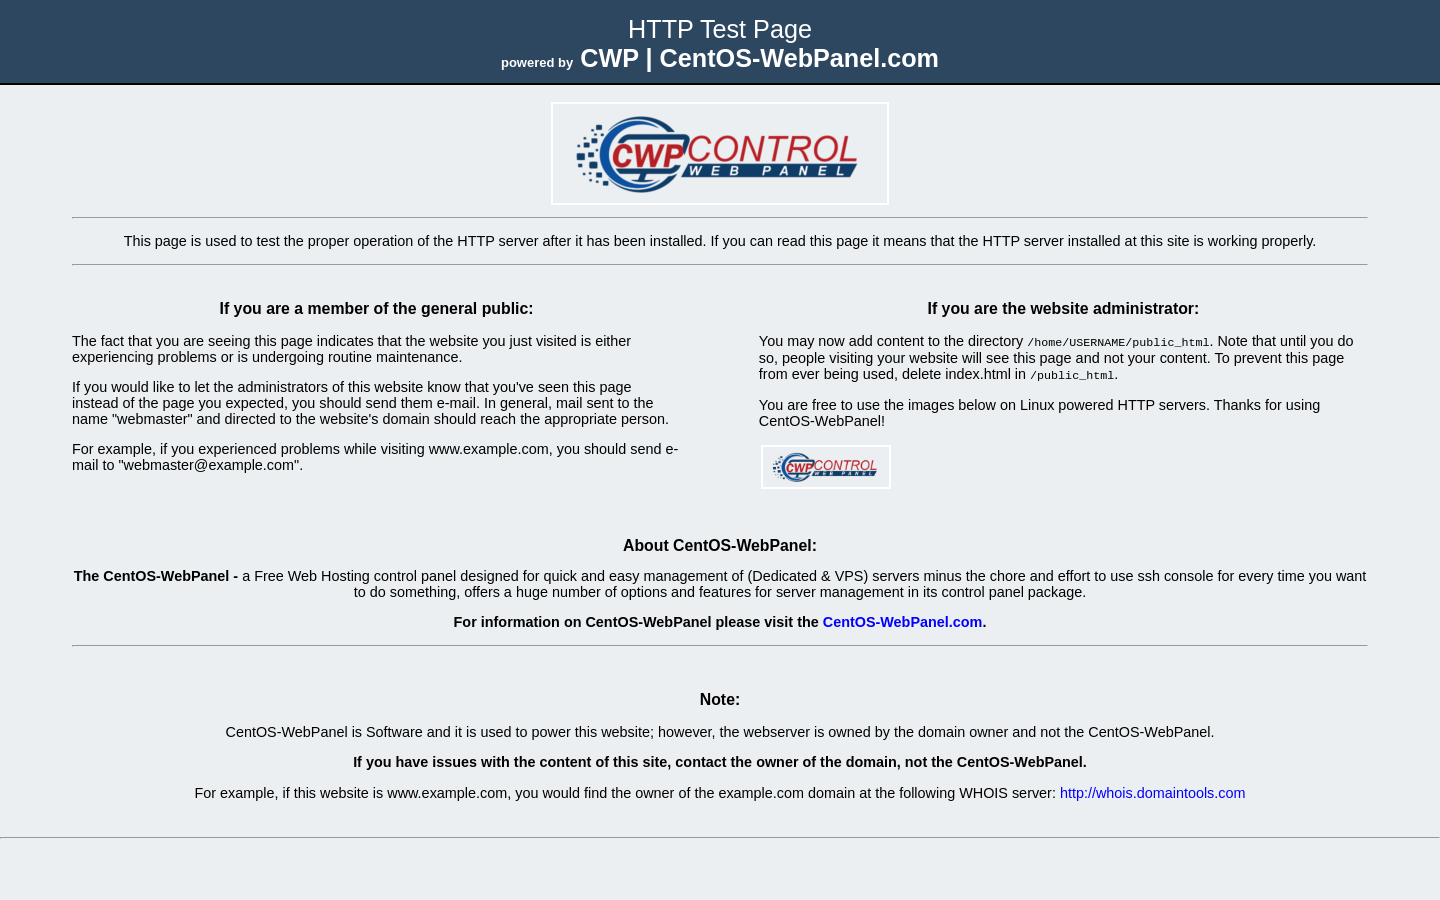 HTTP Test Page
powered by CWP | CentOS-WebPanel.com
CWP CONTROL
WEB PANEL
This page is used to test the proper operation of the HTTP server after it has been installed. If you can read this page it means that the HTTP server installed at this site is working properly.
If you are a member of the general public:
The fact that you are seeing this page indicates that the website you just visited is either
experiencing problems or is undergoing routine maintenance.
If you would like to let the administrators of this website know that you've seen this page
instead of the page you expected, you should send them e-mail. In general, mail sent to the
name "webmaster" and directed to the website's domain should reach the appropriate person.
For example, if you experienced problems while visiting www.example.com, you should send e-
mail to "webmaster@example.com".
If you are the website administrator:
You may now add content to the directory /home/USERNAME/public_html. Note that until you do
so, people visiting your website will see this page and not your content. To prevent this page
from ever being used, delete index.html in /public_html.
You are free to use the images below on Linux powered HTTP servers. Thanks for using
CentOS-WebPanel!
CWP CONTROL
WEB PANEL
About CentOS-WebPanel:
The CentOS-WebPanel - a Free Web Hosting control panel designed for quick and easy management of (Dedicated & VPS) servers minus the chore and effort to use ssh console for every time you want
to do something, offers a huge number of options and features for server management in its control panel package.
For information on CentOS-WebPanel please visit the CentOS-WebPanel.com.
Note:
CentOS-WebPanel is Software and it is used to power this website; however, the webserver is owned by the domain owner and not the CentOS-WebPanel.
If you have issues with the content of this site, contact the owner of the domain, not the CentOS-WebPanel.
For example, if this website is www.example.com, you would find the owner of the example.com domain at the following WHOIS server: http://whois.domaintools.com